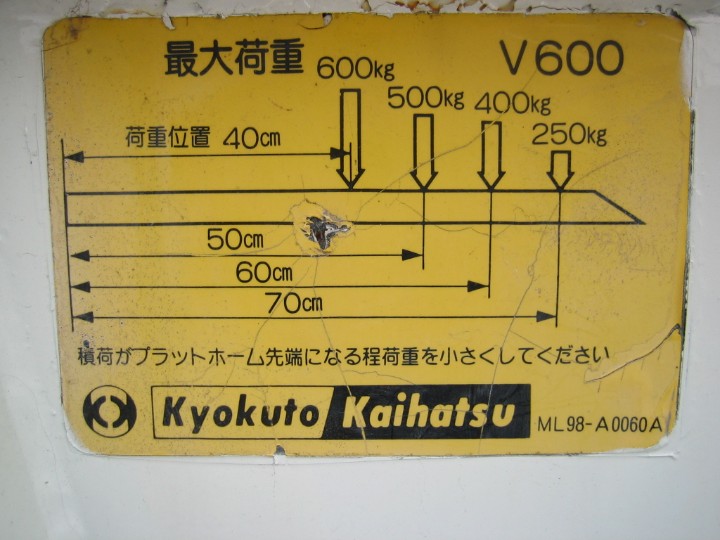 最大荷重 600kg V600
500kg 400kg
250kg
荷重位置 40cm
50cm
60cm
70cm
積荷がプラットホーム先端になる程荷重を小さくしてください
Kyokuto Kaihatsu ML98-A0060A